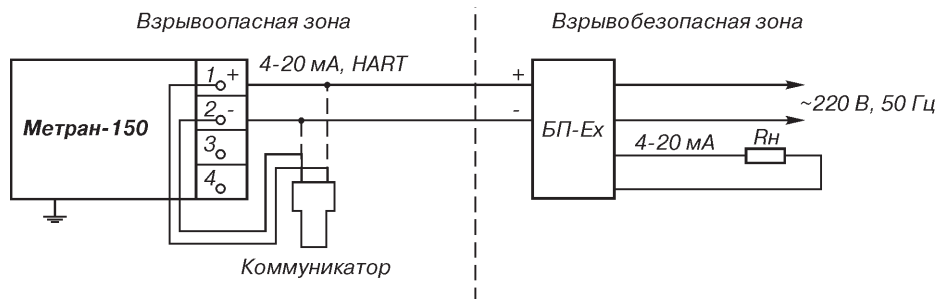 Взрывоопасная зона
Взрывобезопасная зона
4-20 мА, HART
1 +
2 -
3
4
Метран-150
+
-
БП-Ex
~220 В, 50 Гц
4-20 мА
Rн
Коммуникатор